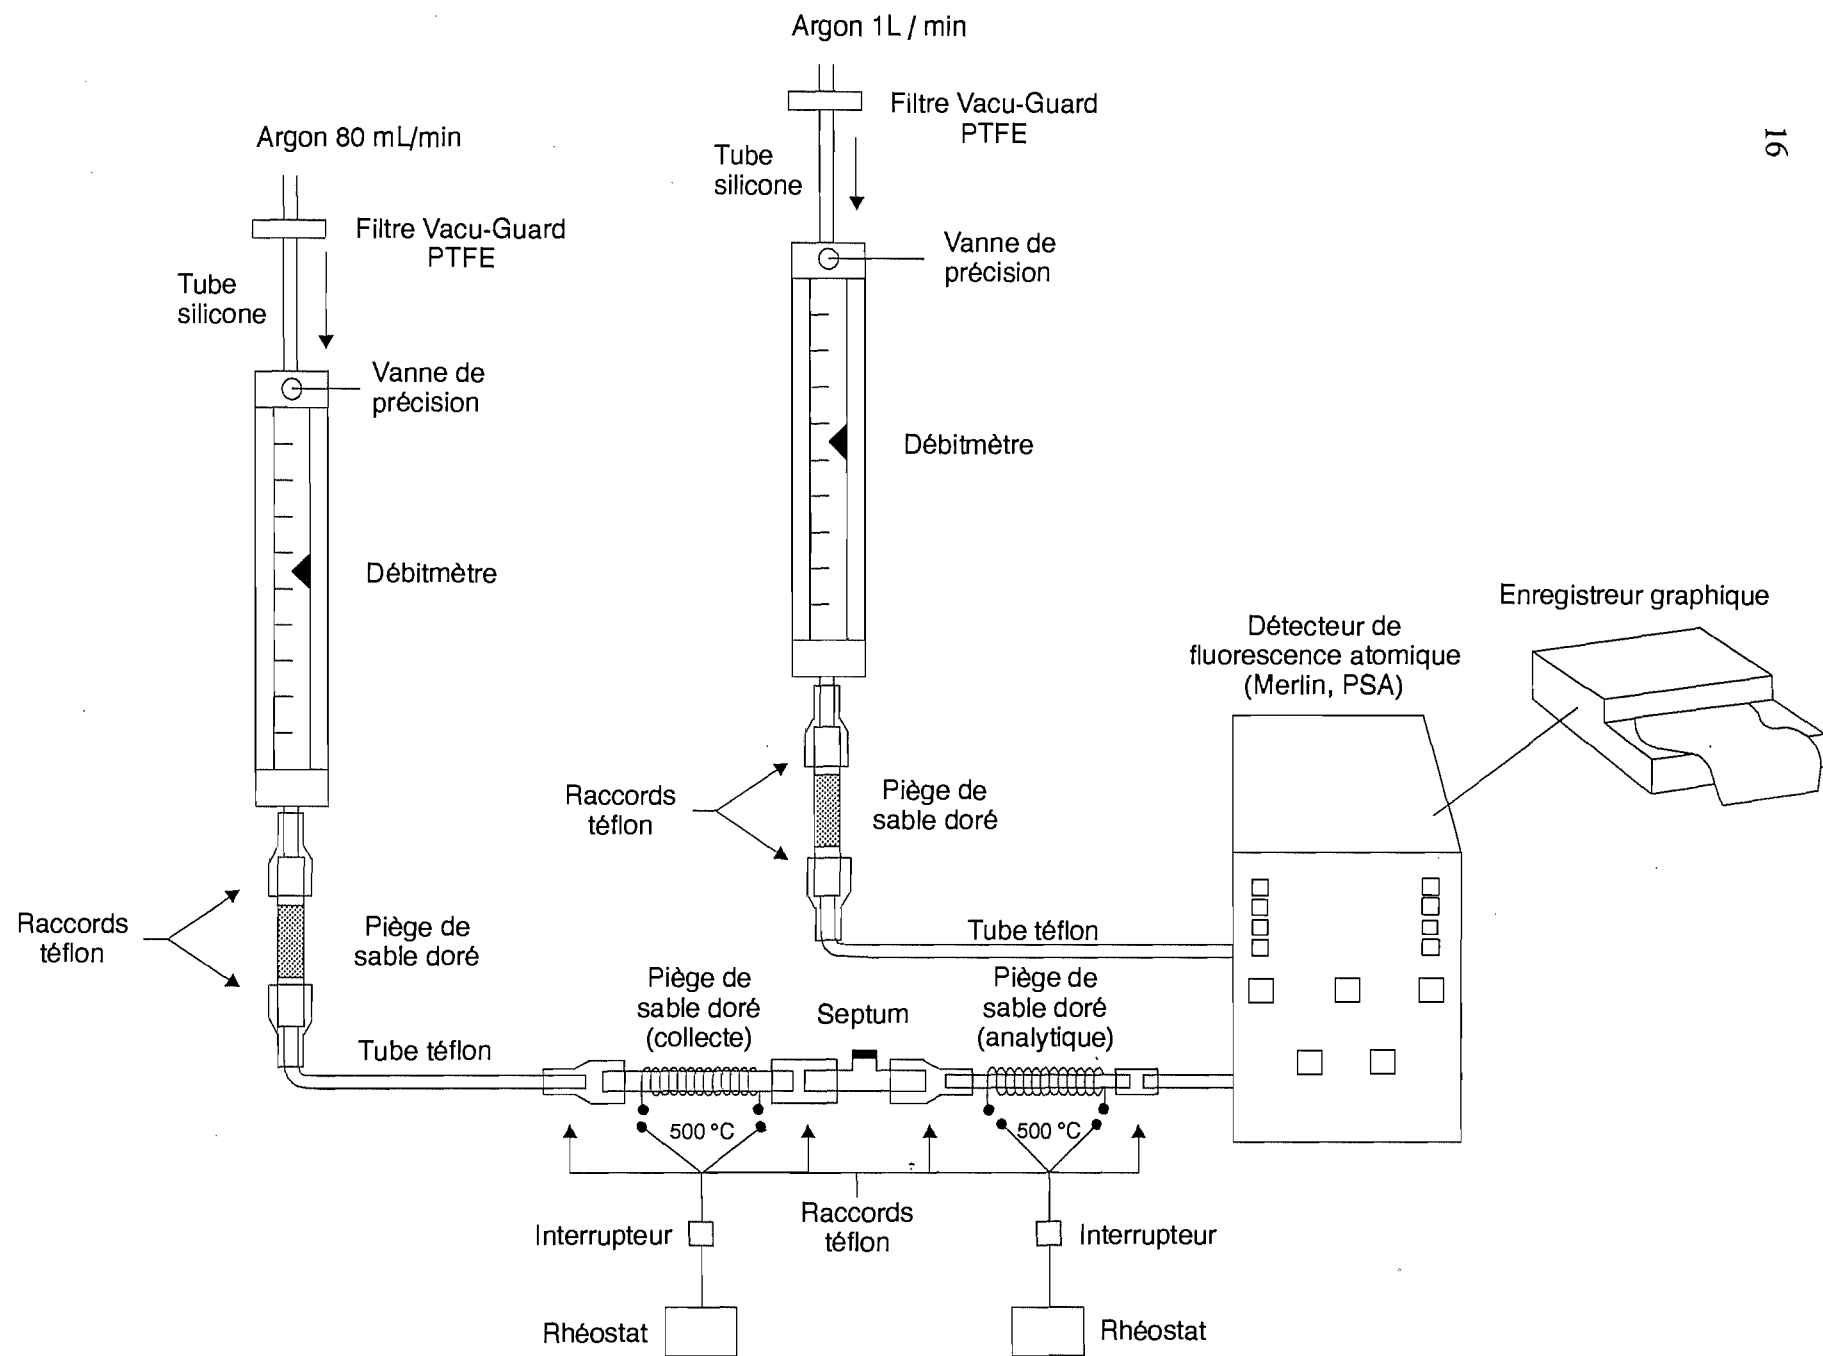 Argon 1L / min
Filtre Vacu-Guard
PTFE
16
Argon 80 mL/min
Tube
silicone
Filtre Vacu-Guard
PTFE
Vanne de
précision
Tube
silicone
Vanne de
précision
Débitmètre
Débitmètre
Enregistreur graphique
Détecteur de
fluorescence atomique
(Merlin, PSA)
Raccords
téflon
Piège de
sable doré
Raccords
téflon
Piège de
sable doré
Tube téflon
Piège de
sable doré
(collecte)
Septum
Piège de
sable doré
(analytique)
Tube téflon
500 °C
500 °C
Raccords
téflon
Interrupteur
Interrupteur
Rhéostat
Rhéostat